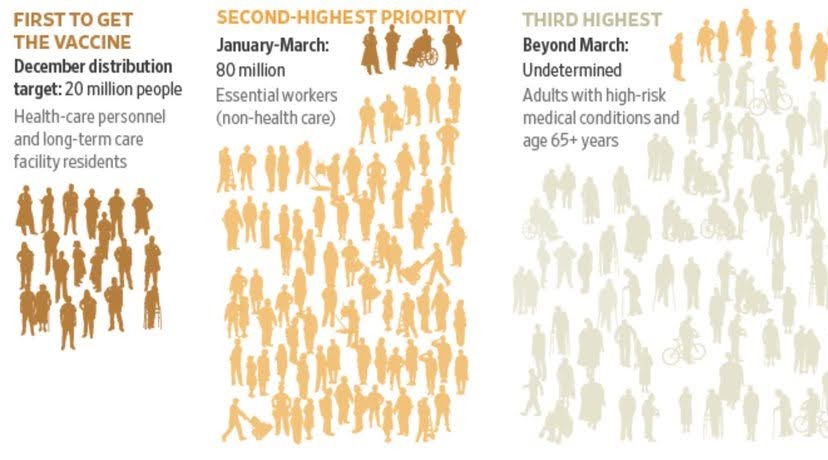 FIRST TO GET
THE VACCINE
December distribution
target: 20 million people
Health-care personnel
and long-term care
facility residents
SECOND-HIGHEST PRIORITY
January-March:
80 million
Essential workers
(non-health care)
THIRD HIGHEST
Beyond March:
Undetermined
Adults with high-risk
medical conditions and
age 65+ years